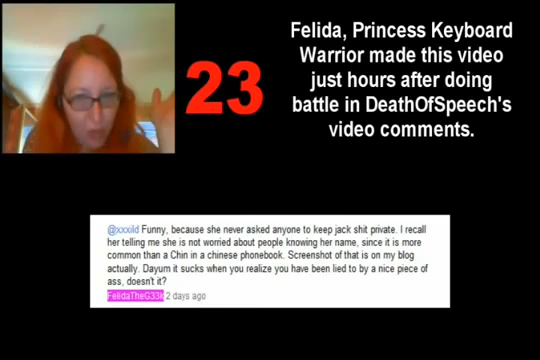 Felida, Princess Keyboard
Warrior made this video
just hours after doing
battle in DeathOfSpeech's
video comments.
23
@xxxild Funny, because she never asked anyone to keep jack shit private. I recall
her telling me she is not worried about people knowing her name, since it is more
common than a Chin in a chinese phonebook. Screenshot of that is on my blog
actually. Dayum it sucks when you realize you have been lied to by a nice piece of
ass, doesn't it?
FelidaTheG33k 2 days ago